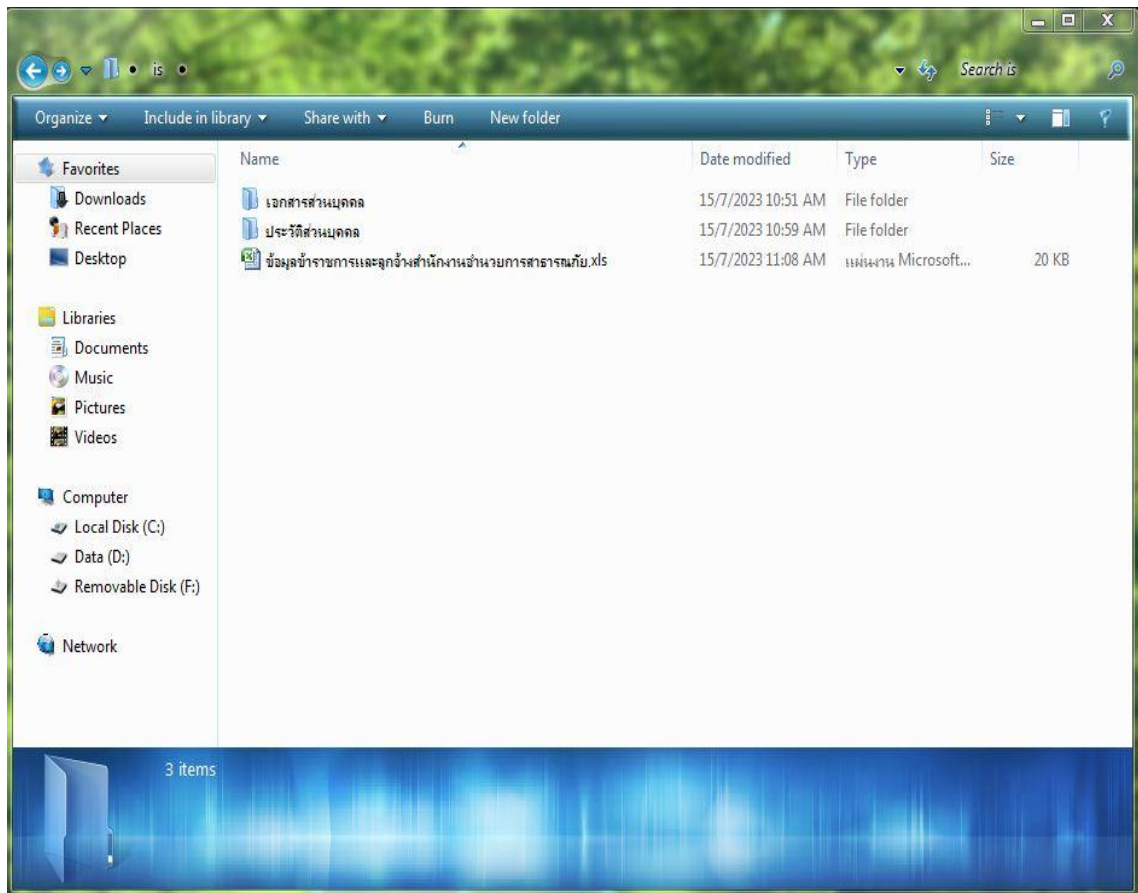 X
is
Search is
Organize Include in library Share with Burn New folder
Name Date modified Type Size
Favorites
Downloads
Recent Places
Desktop
Libraries
Documents
Music
Pictures
Videos
Computer
Local Disk (C:)
Data (D:)
Removable Disk (F:)
Network
เอกสารส่วนบุคคล 15/7/2023 10:51 AM File folder
ประวัติส่วนบุคคล 15/7/2023 10:59 AM File folder
ข้อมูลข้าราชการและลูกจ้างสำนักงานอำนวยการสาธารณภัย.xls 15/7/2023 11:08 AM แผ่นงาน Microsoft... 20 KB
3 items